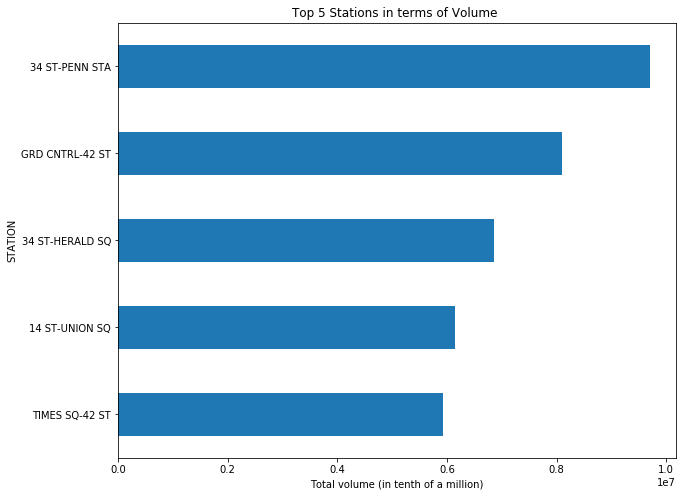 Top 5 Stations in terms of Volume
34 ST-PENN STA
GRD CNTRL-42 ST
34 ST-HERALD SQ
14 ST-UNION SQ
TIMES SQ-42 ST
STATION
0.0 0.2 0.4 0.6 0.8 1.0
1e7
Total volume (in tenth of a million)